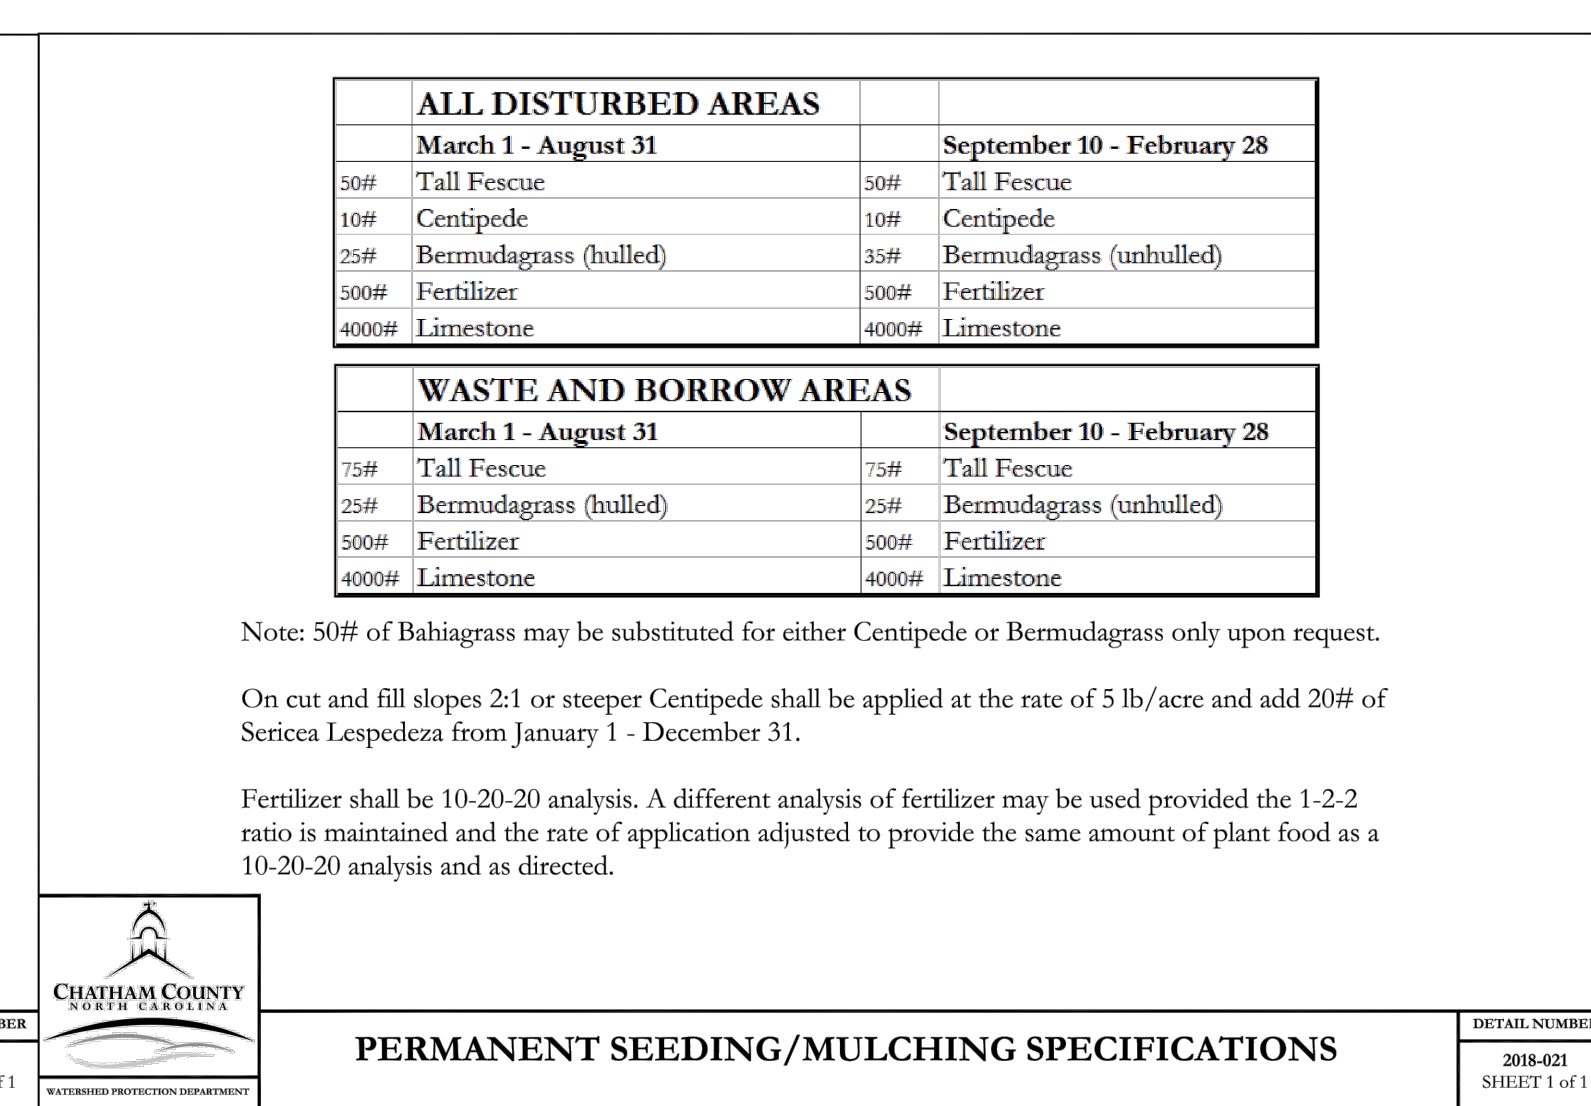 ALL DISTURBED AREAS
March 1 - August 31 September 10 - February 28
50# Tall Fescue 50# Tall Fescue
10# Centipede 10# Centipede
25# Bermudagrass (hulled) 35# Bermudagrass (unhulled)
500# Fertilizer 500# Fertilizer
4000# Limestone 4000# Limestone
WASTE AND BORROW AREAS
March 1 - August 31 September 10 - February 28
75# Tall Fescue 75# Tall Fescue
25# Bermudagrass (hulled) 25# Bermudagrass (unhulled)
500# Fertilizer 500# Fertilizer
4000# Limestone 4000# Limestone
Note: 50# of Bahiagrass may be substituted for either Centipede or Bermudagrass only upon request.
On cut and fill slopes 2:1 or steeper Centipede shall be applied at the rate of 5 lb/acre and add 20# of
Sericea Lespedeza from January 1 - December 31.
Fertilizer shall be 10-20-20 analysis. A different analysis of fertilizer may be used provided the 1-2-2
ratio is maintained and the rate of application adjusted to provide the same amount of plant food as a
10-20-20 analysis and as directed.
CHATHAM COUNTY
NORTH CAROLINA
WATERSHED PROTECTION DEPARTMENT
PERMANENT SEEDING/MULCHING SPECIFICATIONS
DETAIL NUMBER
2018-021
SHEET 1 of 1